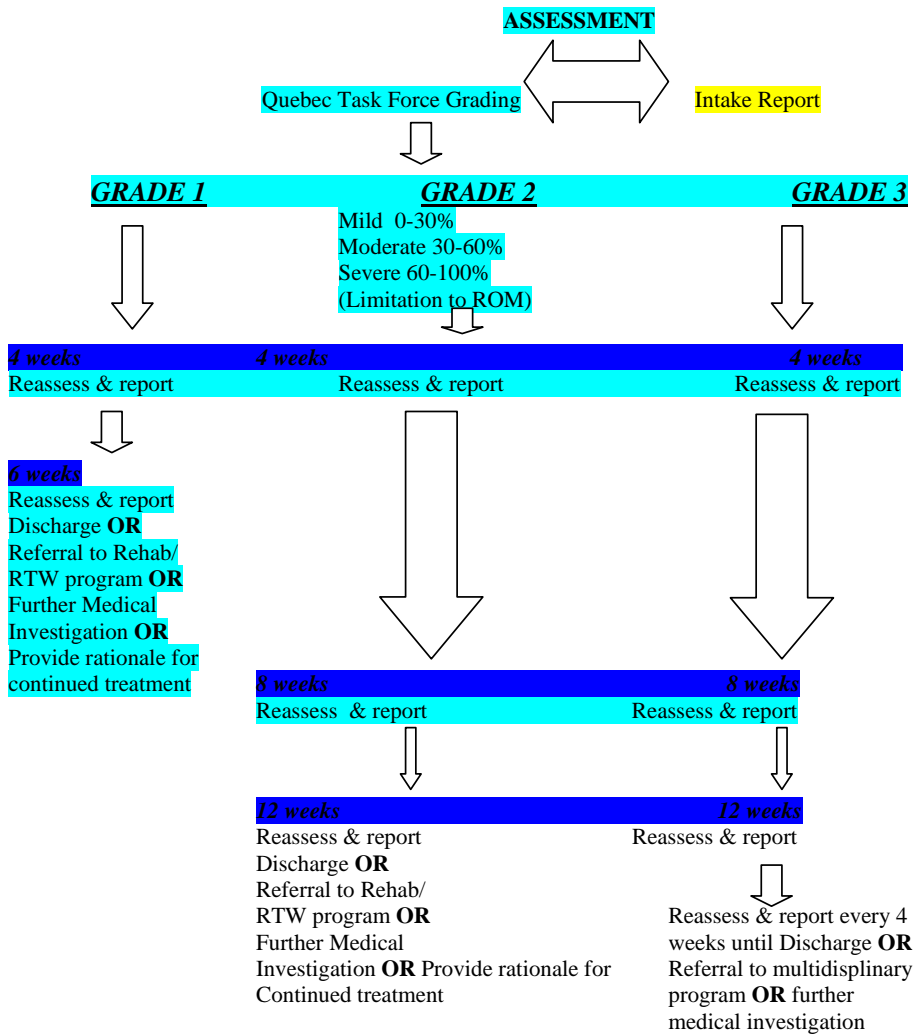 ASSESSMENT
Quebec Task Force Grading
Intake Report
GRADE 1 GRADE 2 GRADE 3
Mild 0-30%
Moderate 30-60%
Severe 60-100%
(Limitation to ROM)
4 weeks 4 weeks 4 weeks
Reassess & report Reassess & report Reassess & report
6 weeks
Reassess & report
Discharge OR
Referral to Rehab/
RTW program OR
Further Medical
Investigation OR
Provide rationale for
continued treatment
8 weeks 8 weeks
Reassess & report Reassess & report
12 weeks 12 weeks
Reassess & report Reassess & report
Discharge OR
Referral to Rehab/
RTW program OR
Further Medical
Investigation OR Provide rationale for
Continued treatment
Reassess & report every 4
weeks until Discharge OR
Referral to multidisplinary
program OR further
medical investigation